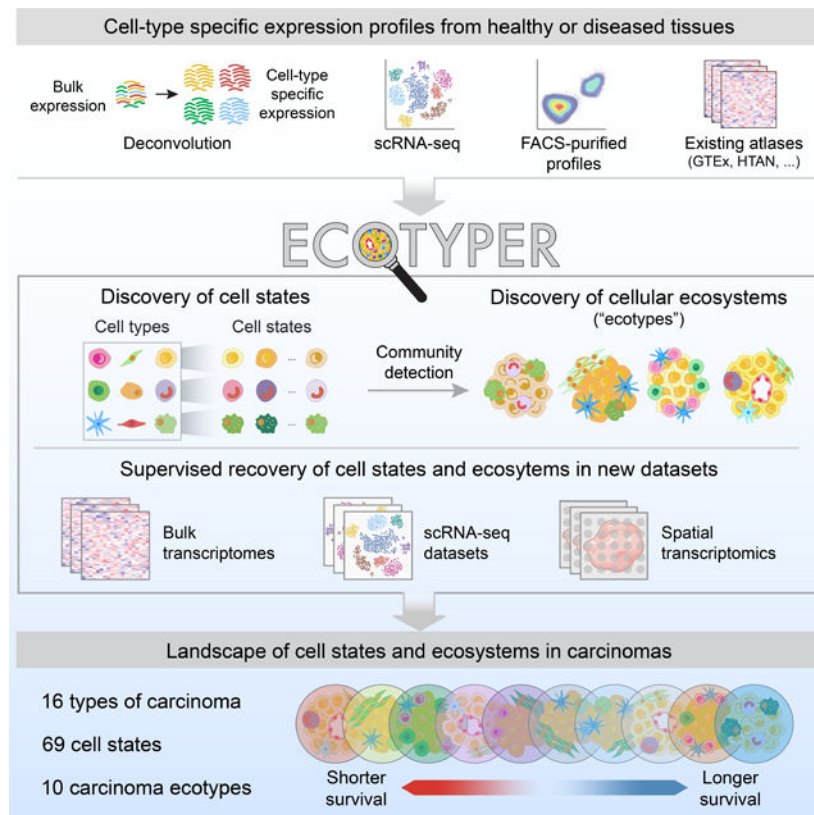 Cell-type specific expression profiles from healthy or diseased tissues
Bulk
expression
Cell-type
specific
expression
Deconvolution
scRNA-seq
FACS-purified
profiles
Existing atlases
(GTEx, HTAN, ...)
ECOTYPER
Discovery of cell states
Cell types
Cell states
...
...
...
Community
detection
Discovery of cellular ecosystems
("ecotypes")
Supervised recovery of cell states and ecosytems in new datasets
Bulk
transcriptomes
scRNA-seq
datasets
Spatial
transcriptomics
Landscape of cell states and ecosystems in carcinomas
16 types of carcinoma
69 cell states
10 carcinoma ecotypes
Shorter
survival
Longer
survival